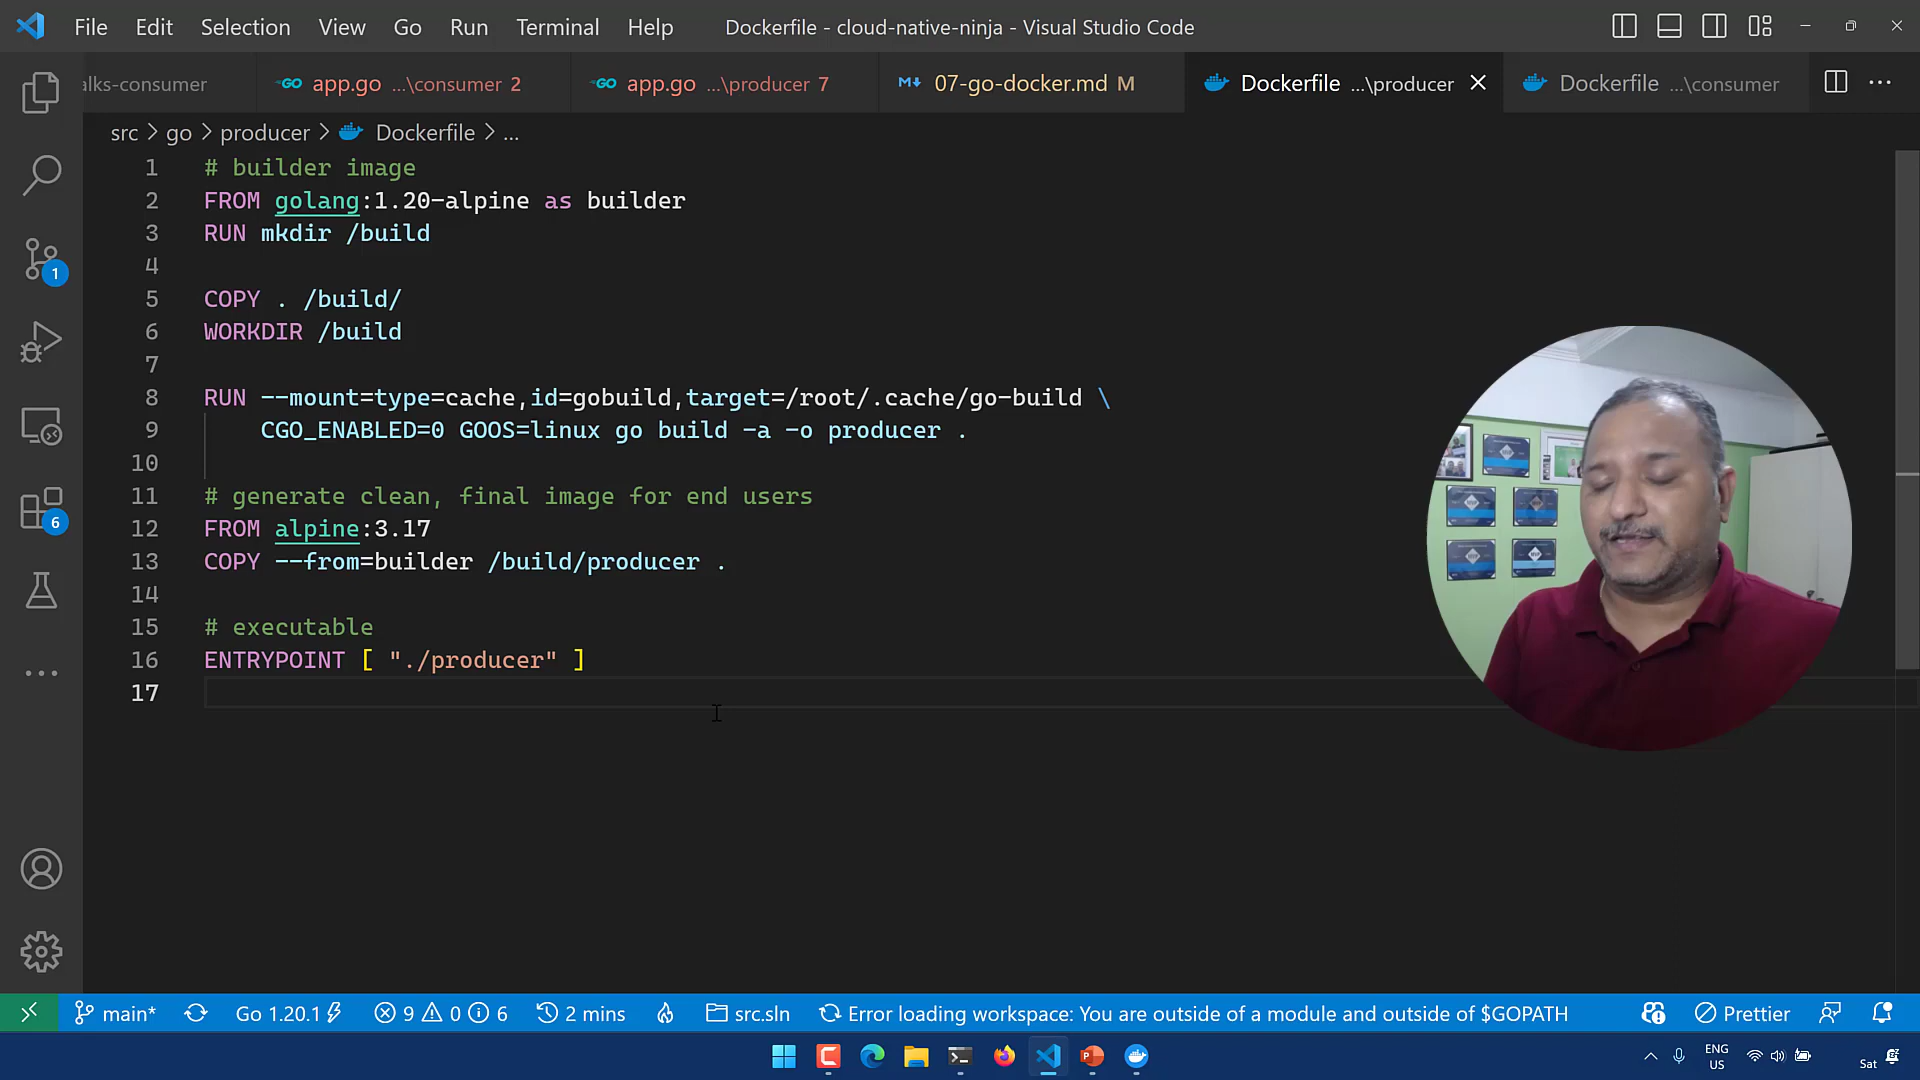 File Edit Selection View Go Run Terminal Help Dockerfile - cloud-native-ninja - Visual Studio Code
alks-consumer app.go ...\consumer 2 app.go ...\producer 7 07-go-docker.md M Dockerfile ...\producer Dockerfile ...\consumer
src > go > producer > Dockerfile > ...
1 # builder image
2 FROM golang:1.20-alpine as builder
3 RUN mkdir /build
4
5 COPY . /build/
6 WORKDIR /build
7
8 RUN --mount=type=cache,id=gobuild,target=/root/.cache/go-build \
9 CGO_ENABLED=0 GOOS=linux go build -a -o producer .
10
11 # generate clean, final image for end users
12 FROM alpine:3.17
13 COPY --from=builder /build/producer .
14
15 # executable
16 ENTRYPOINT [ "./producer" ]
17
1
6
main* Go 1.20.1 9 0 6 2 mins src.sln Error loading workspace: You are outside of a module and outside of $GOPATH Prettier
ENG
US
Sat